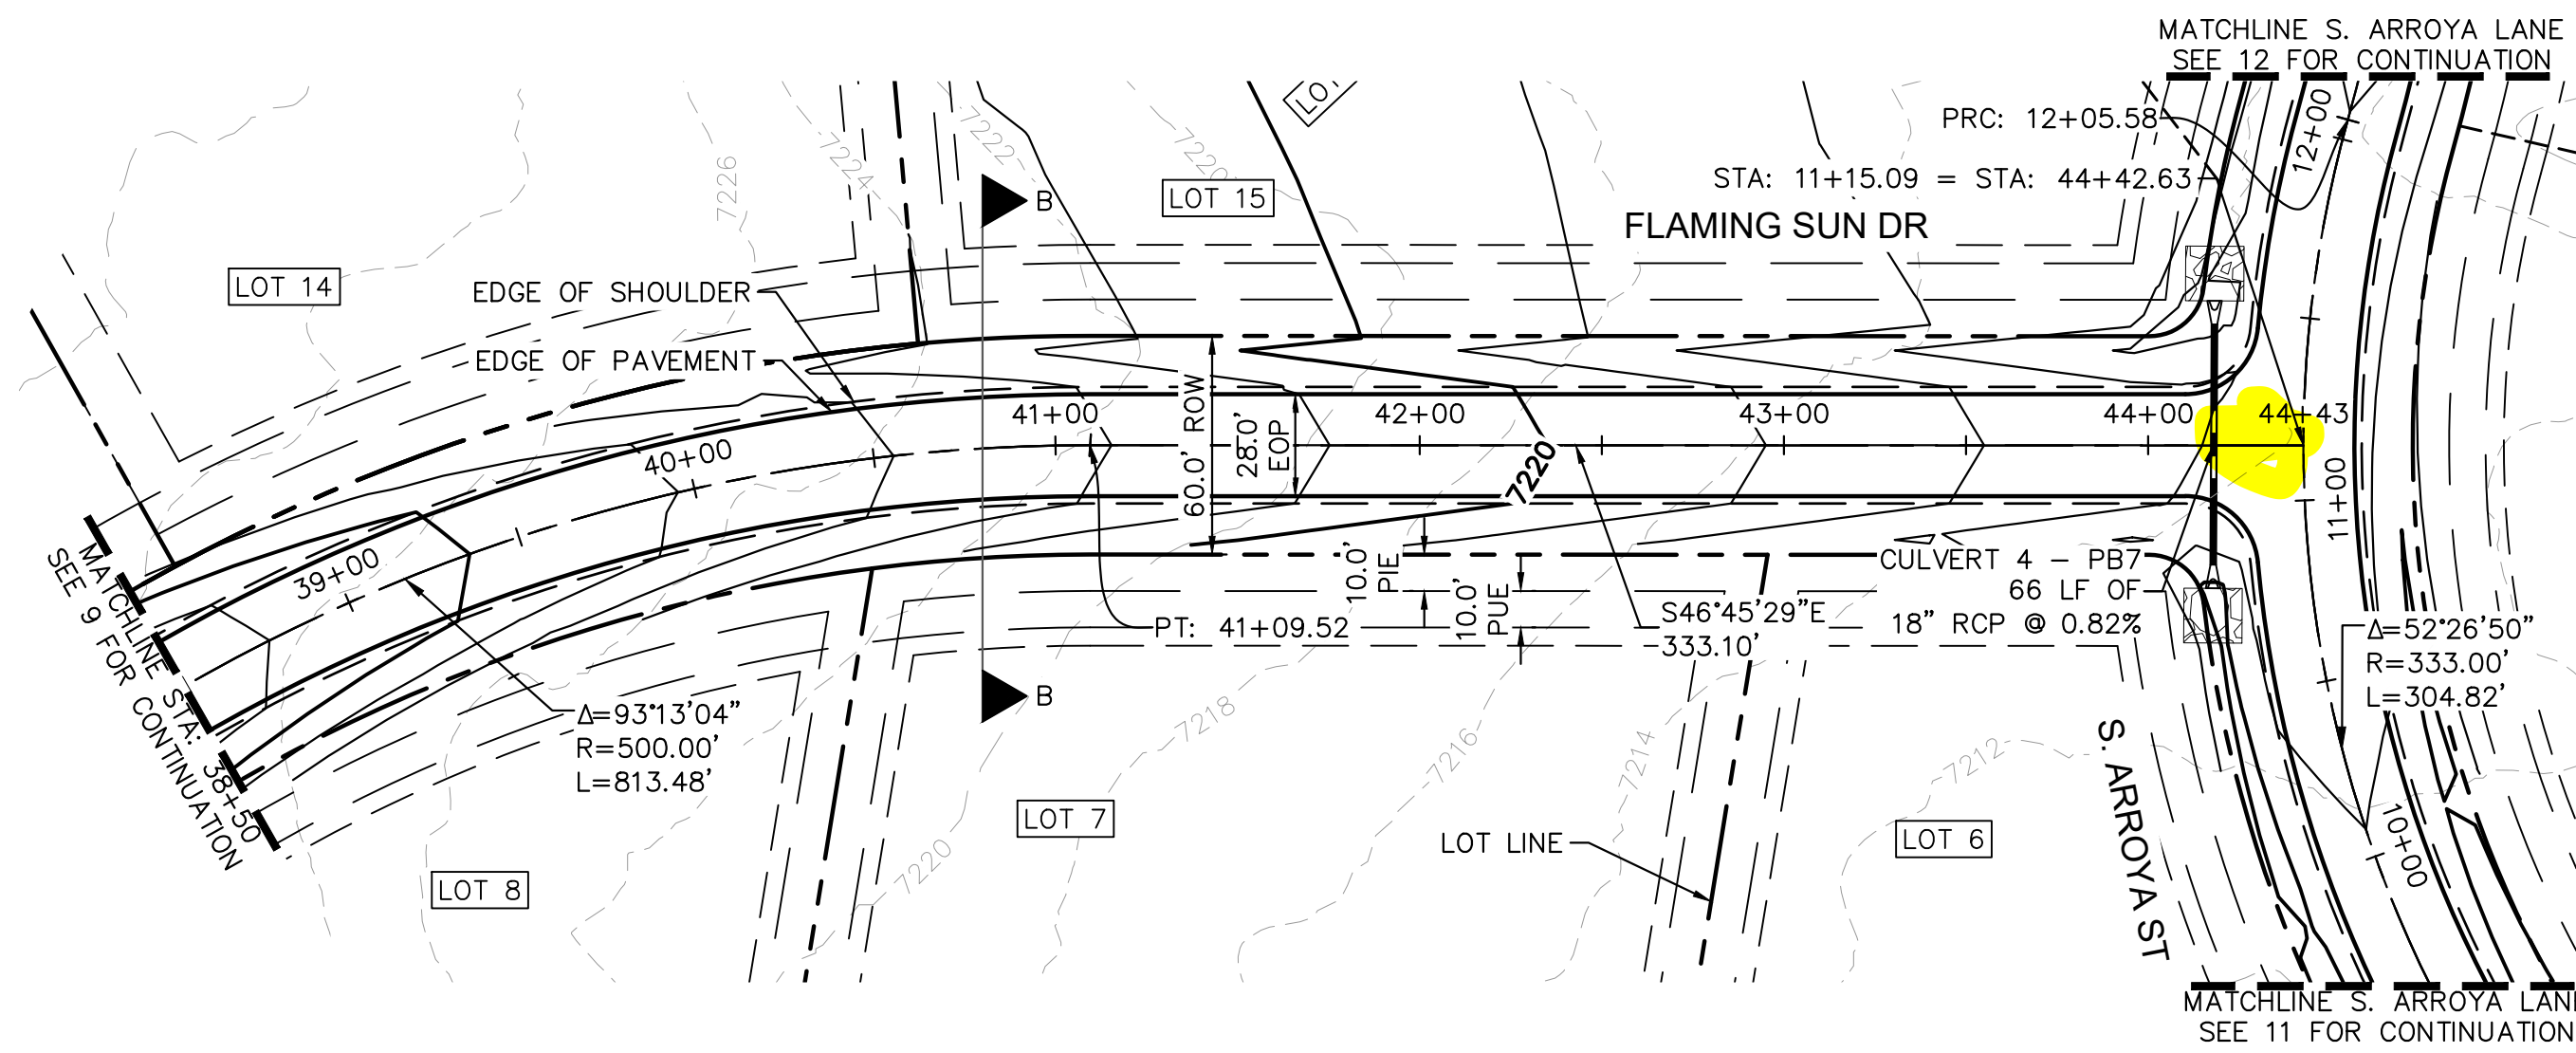 MATCHLINE S. ARROYA LANE
SEE 12 FOR CONTINUATION
PRC: 12+05.58
12+00
STA: 11+15.09 = STA: 44+42.63
FLAMING SUN DR
7226
7224
7222
7220
B
LOT 15
LOT 14
EDGE OF SHOULDER
EDGE OF PAVEMENT
41+00
42+00
43+00
44+00
44+43
40+00
39+00
60.0' ROW
28.0'
EOP
7220
11+00
10.0'
PIE
10.0'
PUE
CULVERT 4 – PB7
66 LF OF
18" RCP @ 0.82%
PT: 41+09.52
S46°45'29"E
333.10'
Δ=52°26'50"
R=333.00'
L=304.82'
MATCHLINE STA: 38+50
SEE 9 FOR CONTINUATION
Δ=93°13'04"
R=500.00'
L=813.48'
B
7218
7216
7214
7212
S. ARROYA ST
10+00
LOT 7
LOT LINE
LOT 6
7220
LOT 8
MATCHLINE S. ARROYA LAN
SEE 11 FOR CONTINUATION